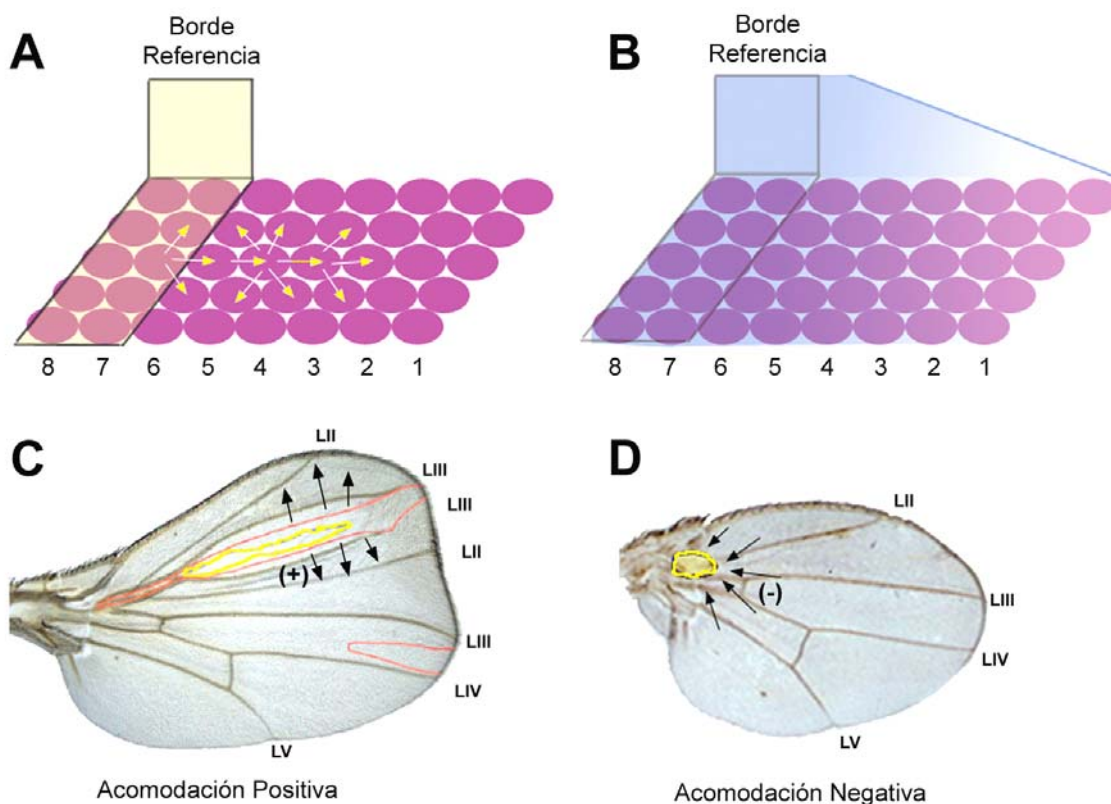 A
Borde
Referencia
8 7 6 5 4 3 2 1
B
Borde
Referencia
8 7 6 5 4 3 2 1
C
LII
LIII
LIII
LII
(+)
LIII
LIV
LV
Acomodación Positiva
D
LII
(-)
LIII
LIV
LV
Acomodación Negativa